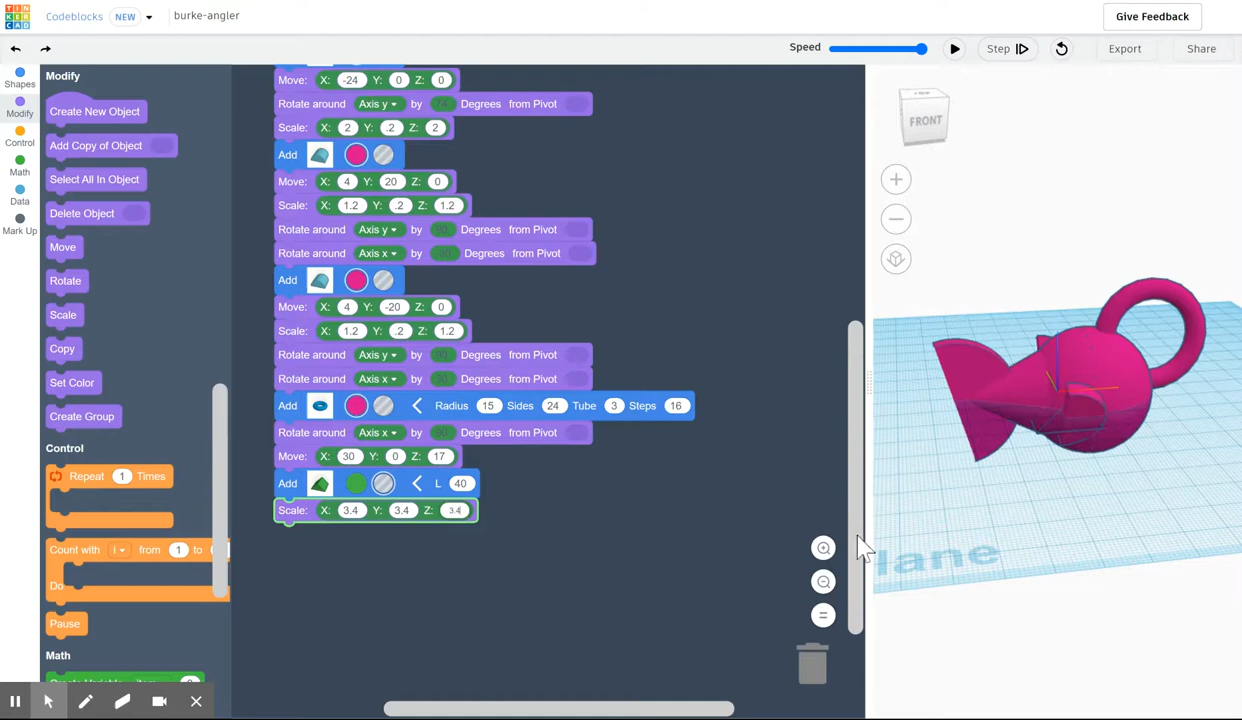 TIN
KER
CAD
Codeblocks NEW burke-angler Give Feedback
Speed Step Export Share
Shapes
Modify
Control
Math
Data
Mark Up
Modify
Create New Object
Add Copy of Object
Select All In Object
Delete Object
Move
Rotate
Scale
Copy
Set Color
Create Group
Control
Repeat 1 Times
Count with i from 1 to
Do
Pause
Math
Move: X: -24 Y: 0 Z: 0
Rotate around Axis y by Degrees from Pivot
Scale: X: 2 Y: .2 Z: 2
Add
Move: X: 4 Y: 20 Z: 0
Scale: X: 1.2 Y: .2 Z: 1.2
Rotate around Axis y by 90 Degrees from Pivot
Rotate around Axis x by Degrees from Pivot
Add
Move: X: 4 Y: -20 Z: 0
Scale: X: 1.2 Y: .2 Z: 1.2
Rotate around Axis y by 90 Degrees from Pivot
Rotate around Axis x by Degrees from Pivot
Add Radius 15 Sides 24 Tube 3 Steps 16
Rotate around Axis x by 90 Degrees from Pivot
Move: X: 30 Y: 0 Z: 17
Add L 40
Scale: X: 3.4 Y: 3.4 Z: 3.4
FRONT
lane